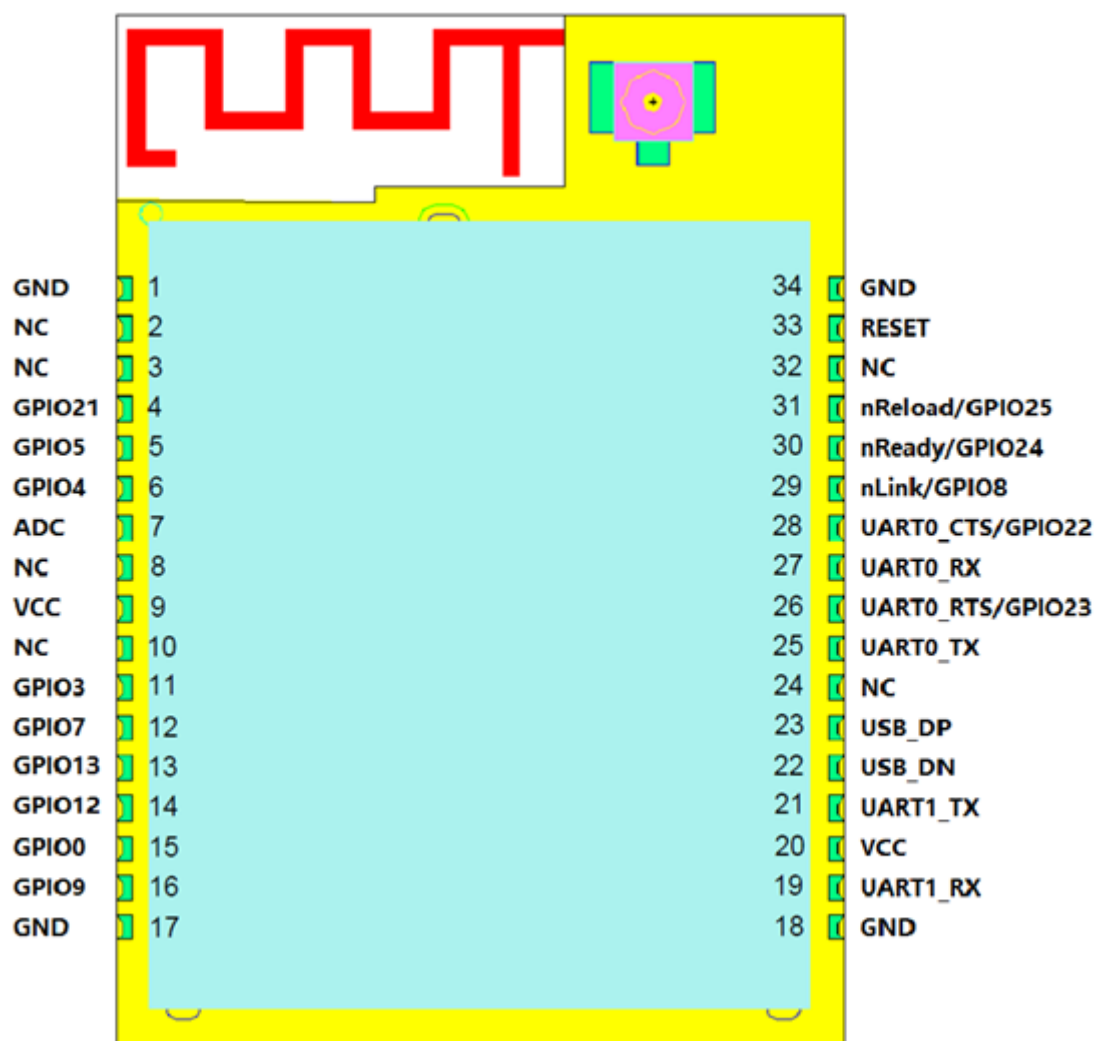 GND 1 34 GND
NC 2 33 RESET
NC 3 32 NC
GPIO21 4 31 nReload/GPIO25
GPIO5 5 30 nReady/GPIO24
GPIO4 6 29 nLink/GPIO8
ADC 7 28 UART0_CTS/GPIO22
NC 8 27 UART0_RX
VCC 9 26 UART0_RTS/GPIO23
NC 10 25 UART0_TX
GPIO3 11 24 NC
GPIO7 12 23 USB_DP
GPIO13 13 22 USB_DN
GPIO12 14 21 UART1_TX
GPIO0 15 20 VCC
GPIO9 16 19 UART1_RX
GND 17 18 GND